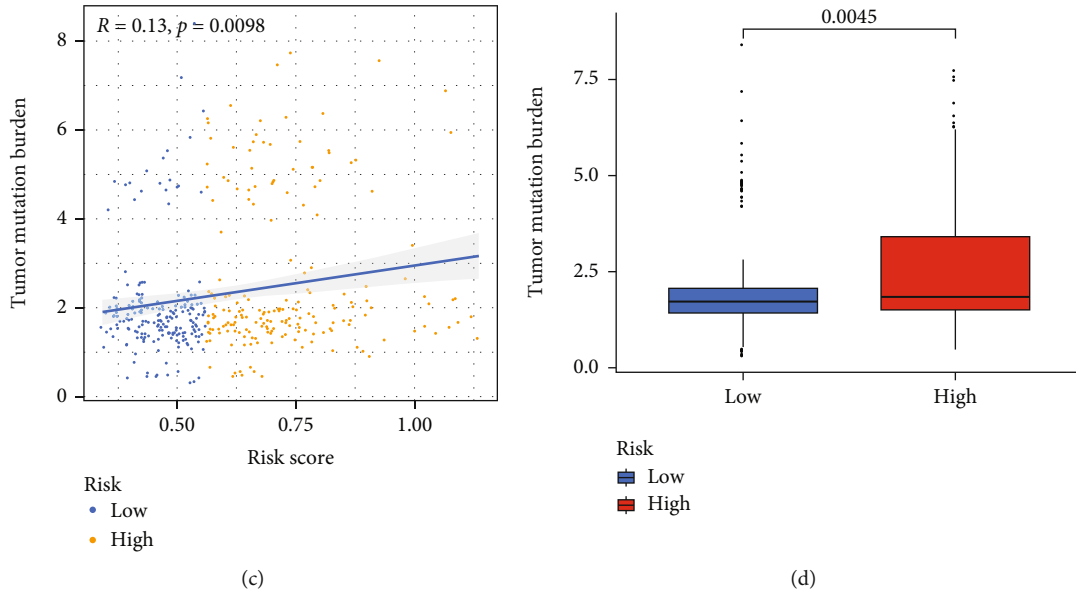 R = 0.13, p = 0.0098
Tumor mutation burden
8
6
4
2
0
0.50
0.75
1.00
Risk score
Risk
Low
High
(c)
0.0045
Tumor mutation burden
7.5
5.0
2.5
0.0
Low
High
Risk
Low
High
(d)